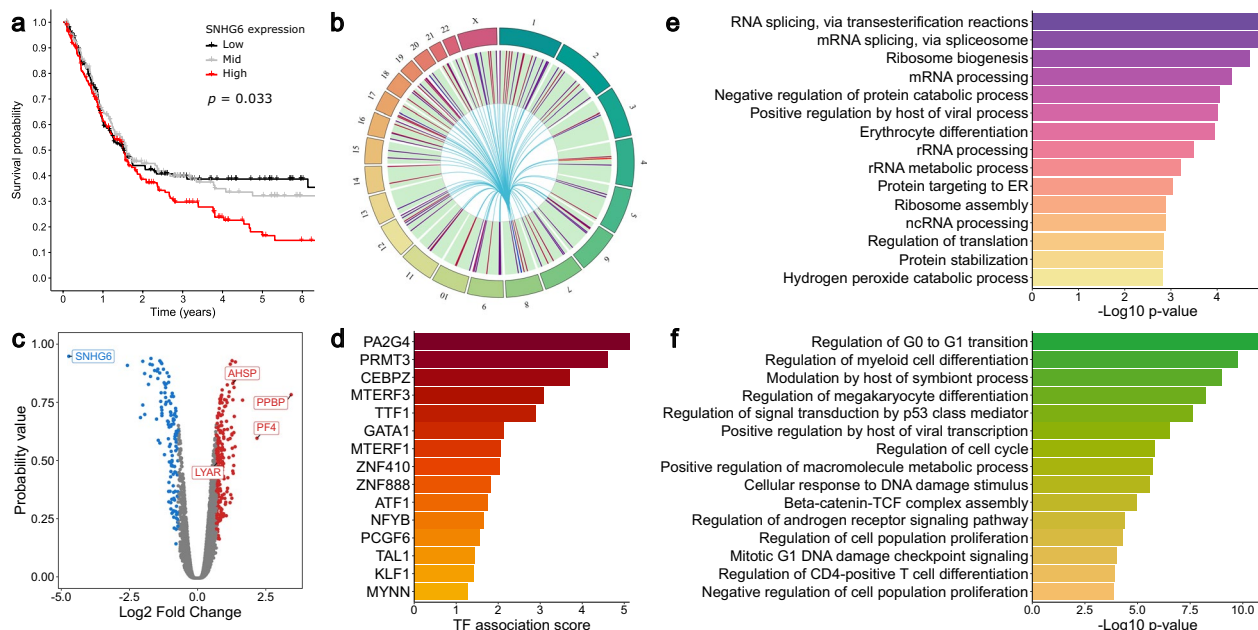 a
SNHG6 expression
Low
Mid
High
p = 0.033
Survival probability
1.0
0.9
0.8
0.7
0.6
0.5
0.4
0.3
0.2
0.1
0.0
0 1 2 3 4 5 6
Time (years)
b
1
2
3
4
5
6
7
8
9
10
11
12
13
14
15
16
17
18
19
20
21
22
X
c
SNHG6
AHSP
PPBP
PF4
LYAR
Probability value
1.00
0.75
0.50
0.25
0.00
-5.0 -2.5 0.0 2.5
Log2 Fold Change
d
PA2G4
PRMT3
CEBPZ
MTERF3
TTF1
GATA1
MTERF1
ZNF410
ZNF888
ATF1
NFYB
PCGF6
TAL1
KLF1
MYNN
0 1 2 3 4 5
TF association score
e
RNA splicing, via transesterification reactions
mRNA splicing, via spliceosome
Ribosome biogenesis
mRNA processing
Negative regulation of protein catabolic process
Positive regulation by host of viral process
Erythrocyte differentiation
rRNA processing
rRNA metabolic process
Protein targeting to ER
Ribosome assembly
ncRNA processing
Regulation of translation
Protein stabilization
Hydrogen peroxide catabolic process
0 1 2 3 4
-Log10 p-value
f
Regulation of G0 to G1 transition
Regulation of myeloid cell differentiation
Modulation by host of symbiont process
Regulation of megakaryocyte differentiation
Regulation of signal transduction by p53 class mediator
Positive regulation by host of viral transcription
Regulation of cell cycle
Positive regulation of macromolecule metabolic process
Cellular response to DNA damage stimulus
Beta-catenin-TCF complex assembly
Regulation of androgen receptor signaling pathway
Regulation of cell population proliferation
Mitotic G1 DNA damage checkpoint signaling
Regulation of CD4-positive T cell differentiation
Negative regulation of cell population proliferation
0.0 2.5 5.0 7.5 10.0
-Log10 p-value